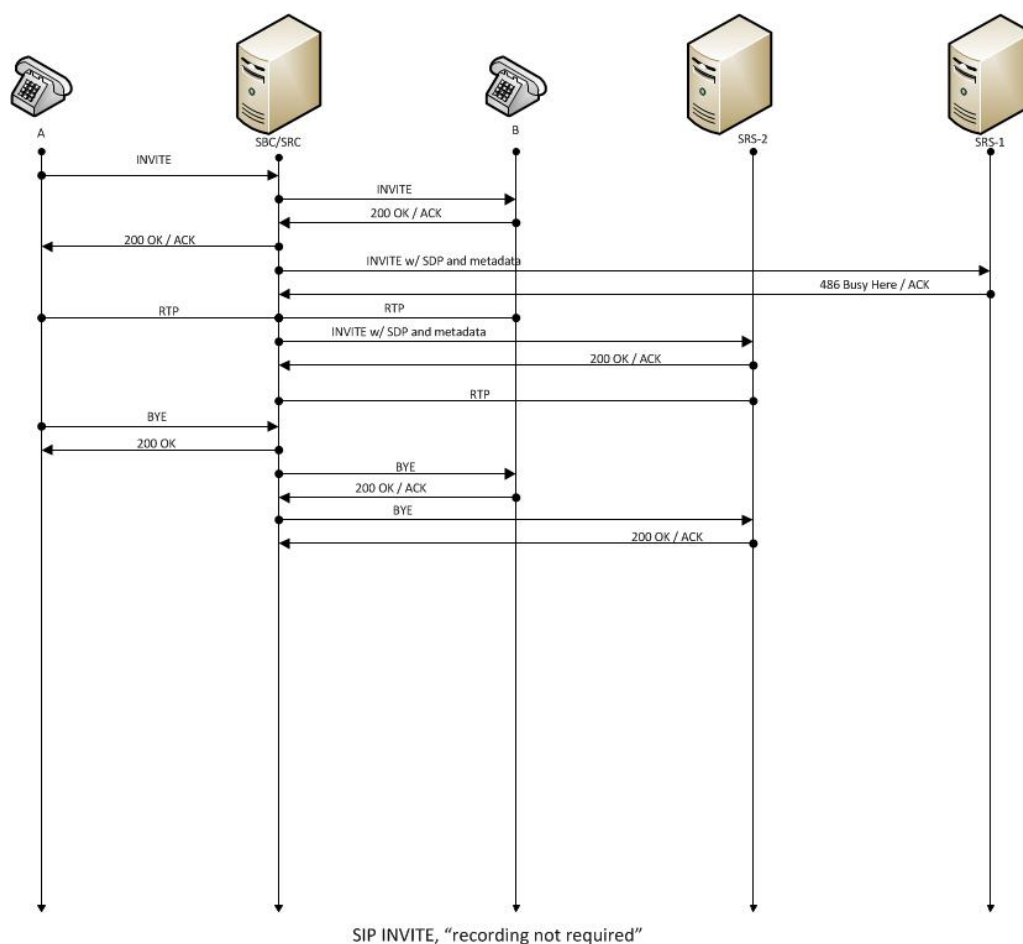 A
SBC/SRC
B
SRS-2
SRS-1
INVITE
INVITE
200 OK / ACK
200 OK / ACK
INVITE w/ SDP and metadata
486 Busy Here / ACK
RTP
RTP
INVITE w/ SDP and metadata
200 OK / ACK
RTP
BYE
200 OK
BYE
200 OK / ACK
BYE
200 OK / ACK
SIP INVITE, “recording not required”